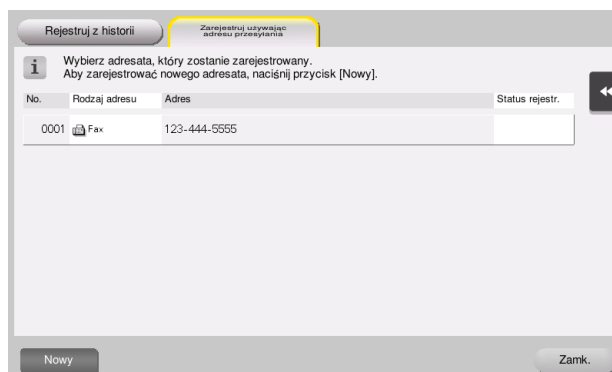 Rejestruj z historii
Zarejestruj używając
adresu przesyłania
Wybierz adresata, który zostanie zarejestrowany.
Aby zarejestrować nowego adresata, naciśnij przycisk [Nowy].
No. Rodzaj adresu Adres Status rejestr.
0001 Fax 123-444-5555
Nowy Zamk.